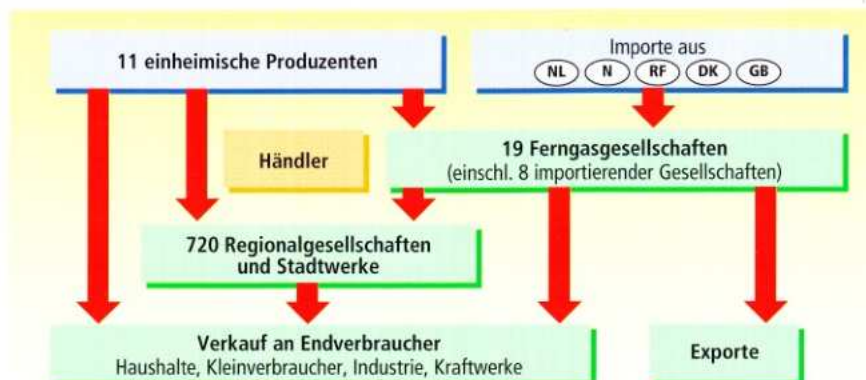 11 einheimische Produzenten
Importe aus
NL N RF DK GB
Händler
19 Ferngasgesellschaften
(einschl. 8 importierender Gesellschaften)
720 Regionalgesellschaften
und Stadtwerke
Verkauf an Endverbraucher
Haushalte, Kleinverbraucher, Industrie, Kraftwerke
Exporte